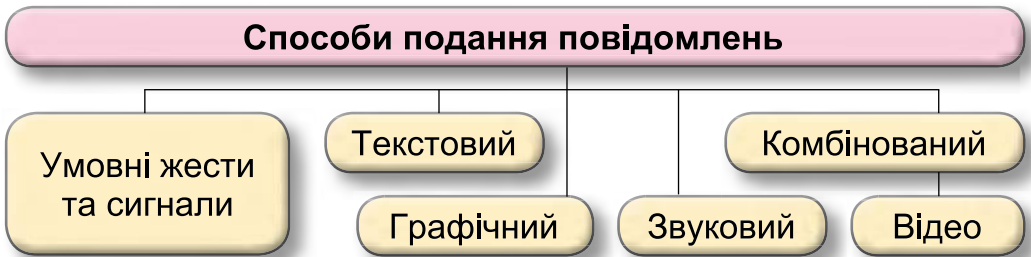 Способи подання повідомлень
Умовні жести
та сигнали
Текстовий
Комбінований
Графічний
Звуковий
Відео